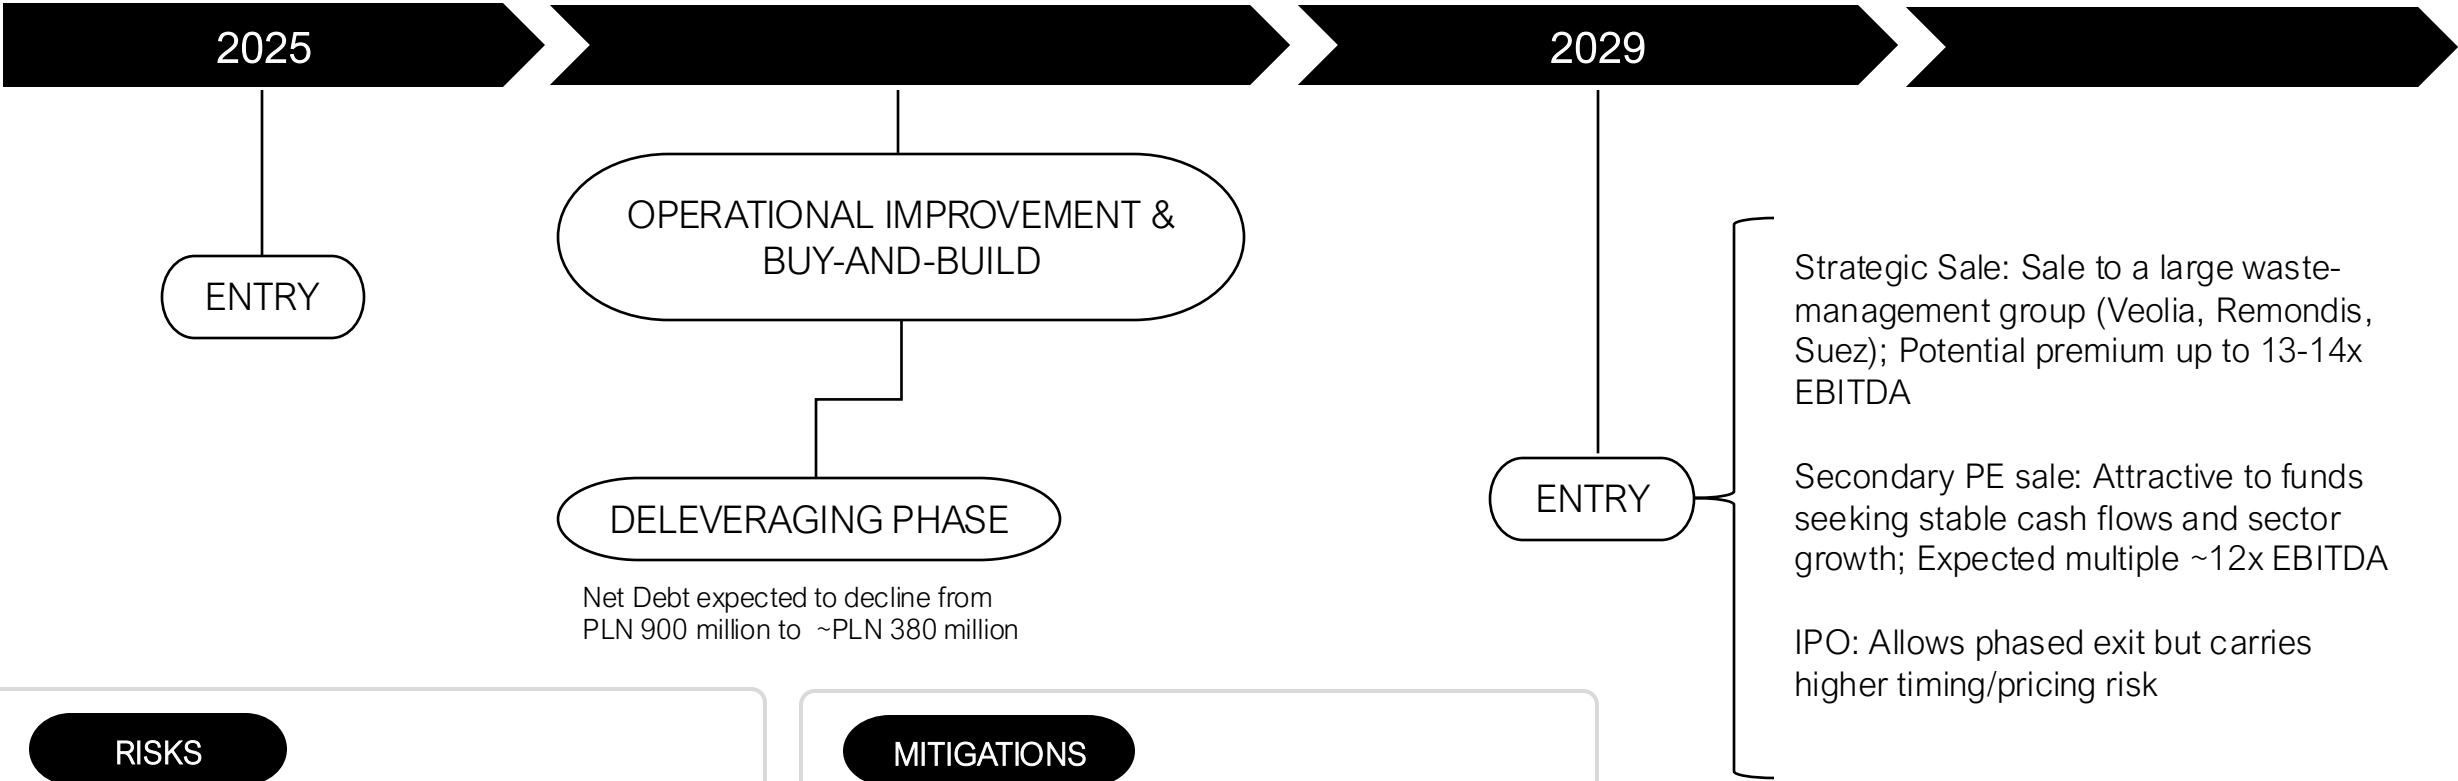 2025
2029
ENTRY
OPERATIONAL IMPROVEMENT &
BUY-AND-BUILD
DELEVERAGING PHASE
Net Debt expected to decline from
PLN 900 million to ~PLN 380 million
ENTRY
Strategic Sale: Sale to a large waste-
management group (Veolia, Remondis,
Suez); Potential premium up to 13-14x
EBITDA
Secondary PE sale: Attractive to funds
seeking stable cash flows and sector
growth; Expected multiple ~12x EBITDA
IPO: Allows phased exit but carries
higher timing/pricing risk
RISKS
MITIGATIONS